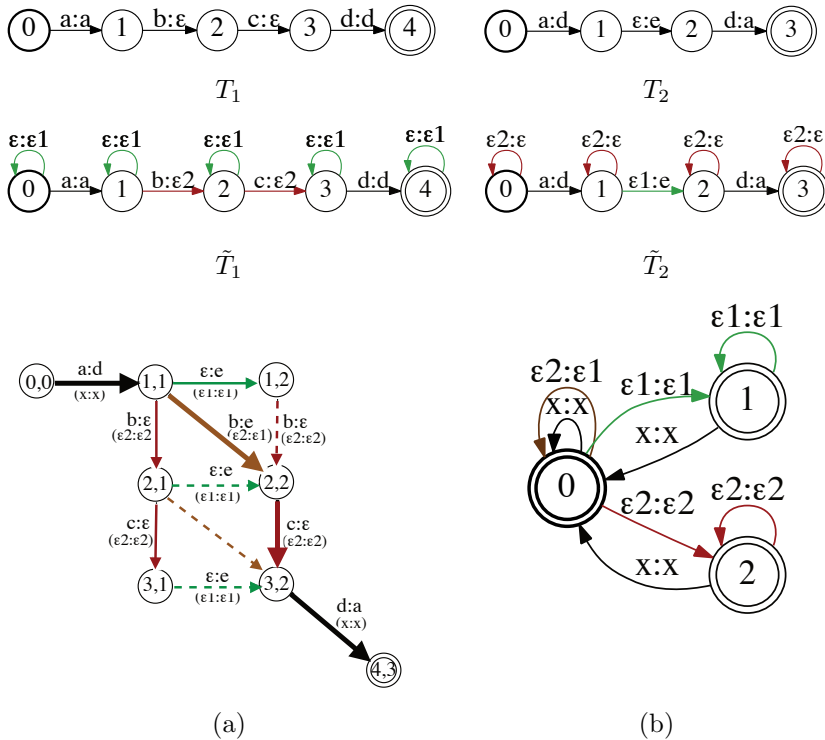 0 a:a 1 b:ε 2 c:ε 3 d:d 4
0 a:d 1 ε:e 2 d:a 3
T₁
T₂
ε:ε1 ε:ε1 ε:ε1 ε:ε1 ε:ε1
0 a:a 1 b:ε2 2 c:ε2 3 d:d 4
ε2:ε ε2:ε ε2:ε ε2:ε
0 a:d 1 ε1:e 2 d:a 3
T̃₁
T̃₂
0,0 a:d 1,1 ε:e 1,2
(x:x) (ε1:ε1)
b:ε b:e b:ε
(ε2:ε2 (ε2:ε1) (ε2:ε2)
2,1 ε:e 2,2
(ε1:ε1)
c:ε c:ε
(ε2:ε2) (ε2:ε2)
3,1 ε:e 3,2
(ε1:ε1)
d:a
(x:x)
4,3
ε1:ε1
ε2:ε1
ε1:ε1
x:x
1
x:x
0
ε2:ε2
ε2:ε2
x:x
2
(a)
(b)